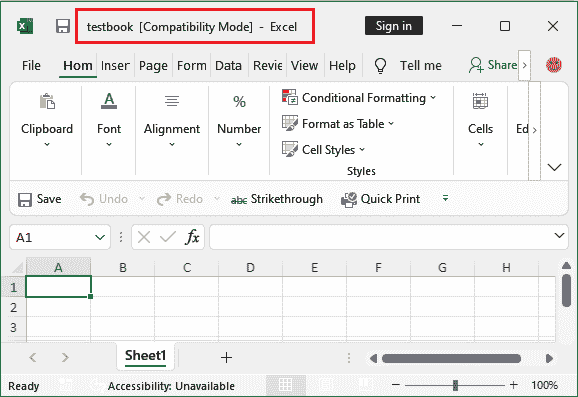 testbook [Compatibility Mode] - Excel
Sign in
File Hom Inser Page Form Data Revie View Help Tell me Share
Clipboard
Font
Alignment
%
Number
Conditional Formatting
Format as Table
Cell Styles
Styles
Cells
Ed
Save Undo Redo abc Strikethrough Quick Print
A1 fx
A B C D E F G H
1
2
3
Sheet1 +
Ready Accessibility: Unavailable − + 100%